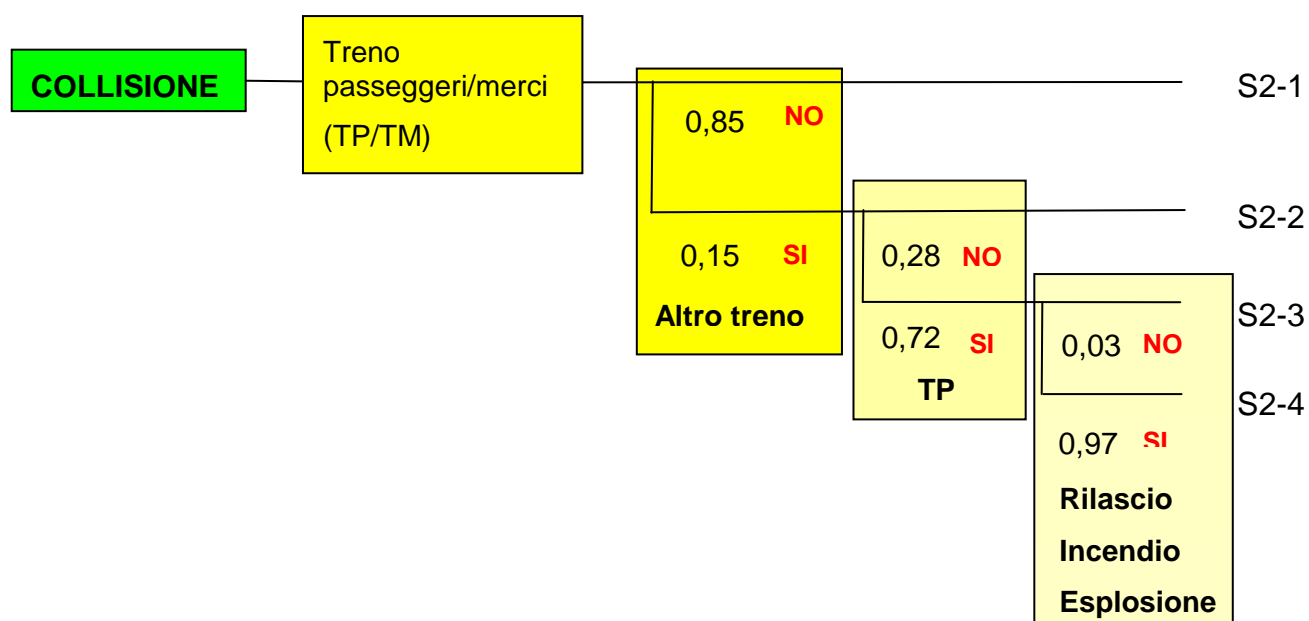 COLLISIONE
Treno
passeggeri/merci
(TP/TM)
0,85 NO
0,15 SI
Altro treno
0,28 NO
0,72 SI
TP
0,03 NO
0,97 SI
Rilascio
Incendio
Esplosione
S2-1
S2-2
S2-3
S2-4